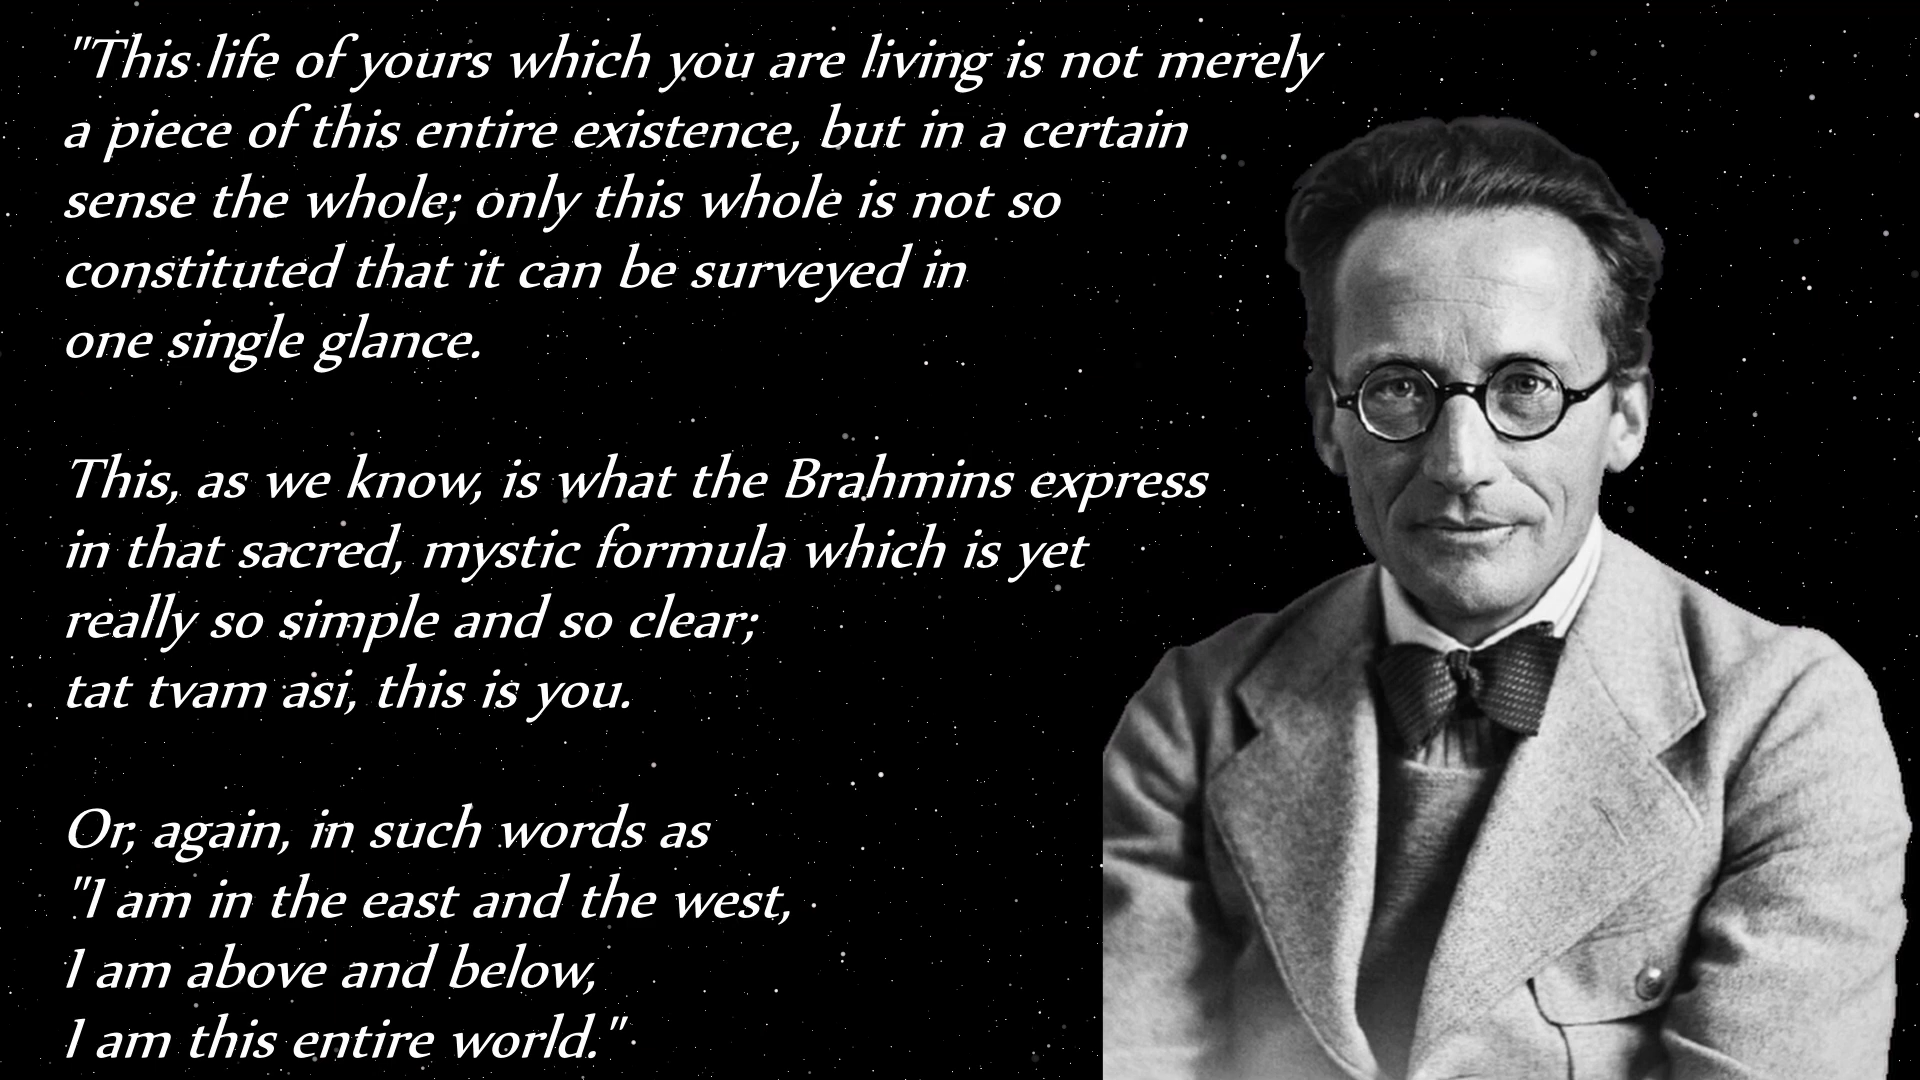 "This life of yours which you are living is not merely
a piece of this entire existence, but in a certain
sense the whole; only this whole is not so
constituted that it can be surveyed in
one single glance.
This, as we know, is what the Brahmins express
in that sacred, mystic formula which is yet
really so simple and so clear;
tat tvam asi, this is you.
Or, again, in such words as
"I am in the east and the west,
I am above and below,
I am this entire world."